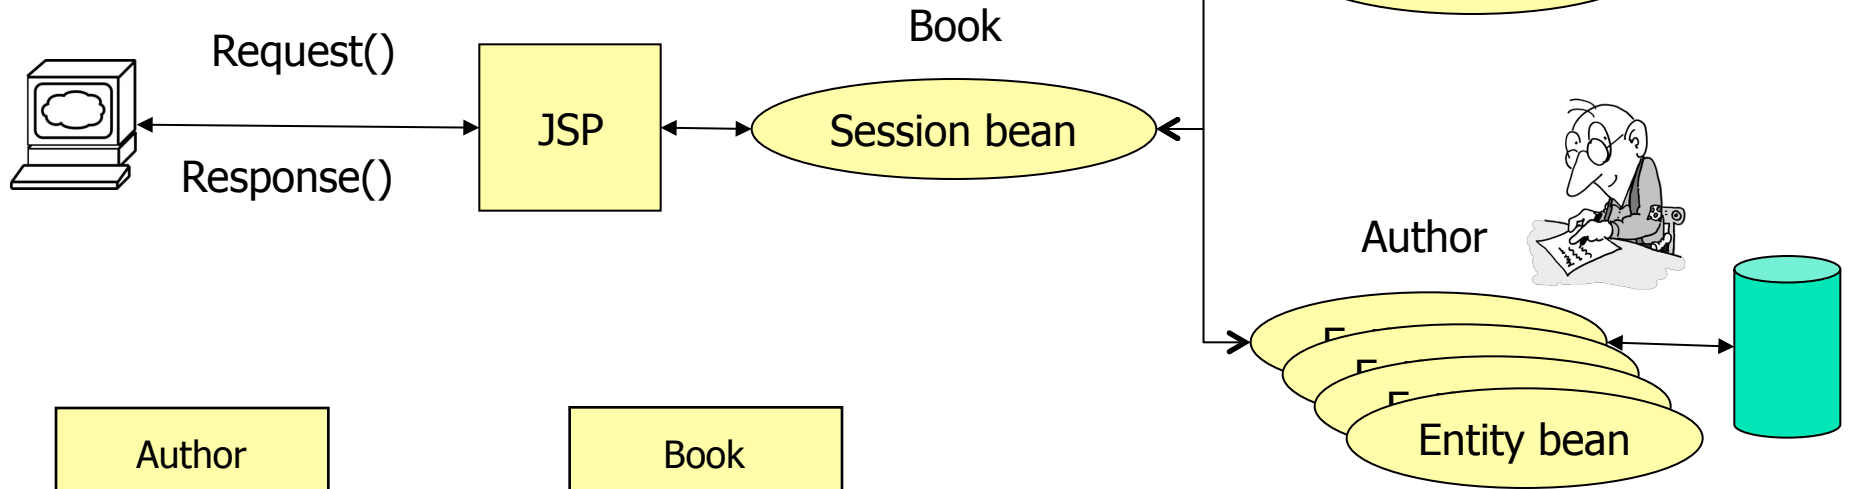 Book
Request()
JSP
Session bean
Response()
Author
Entity bean
Author
Book